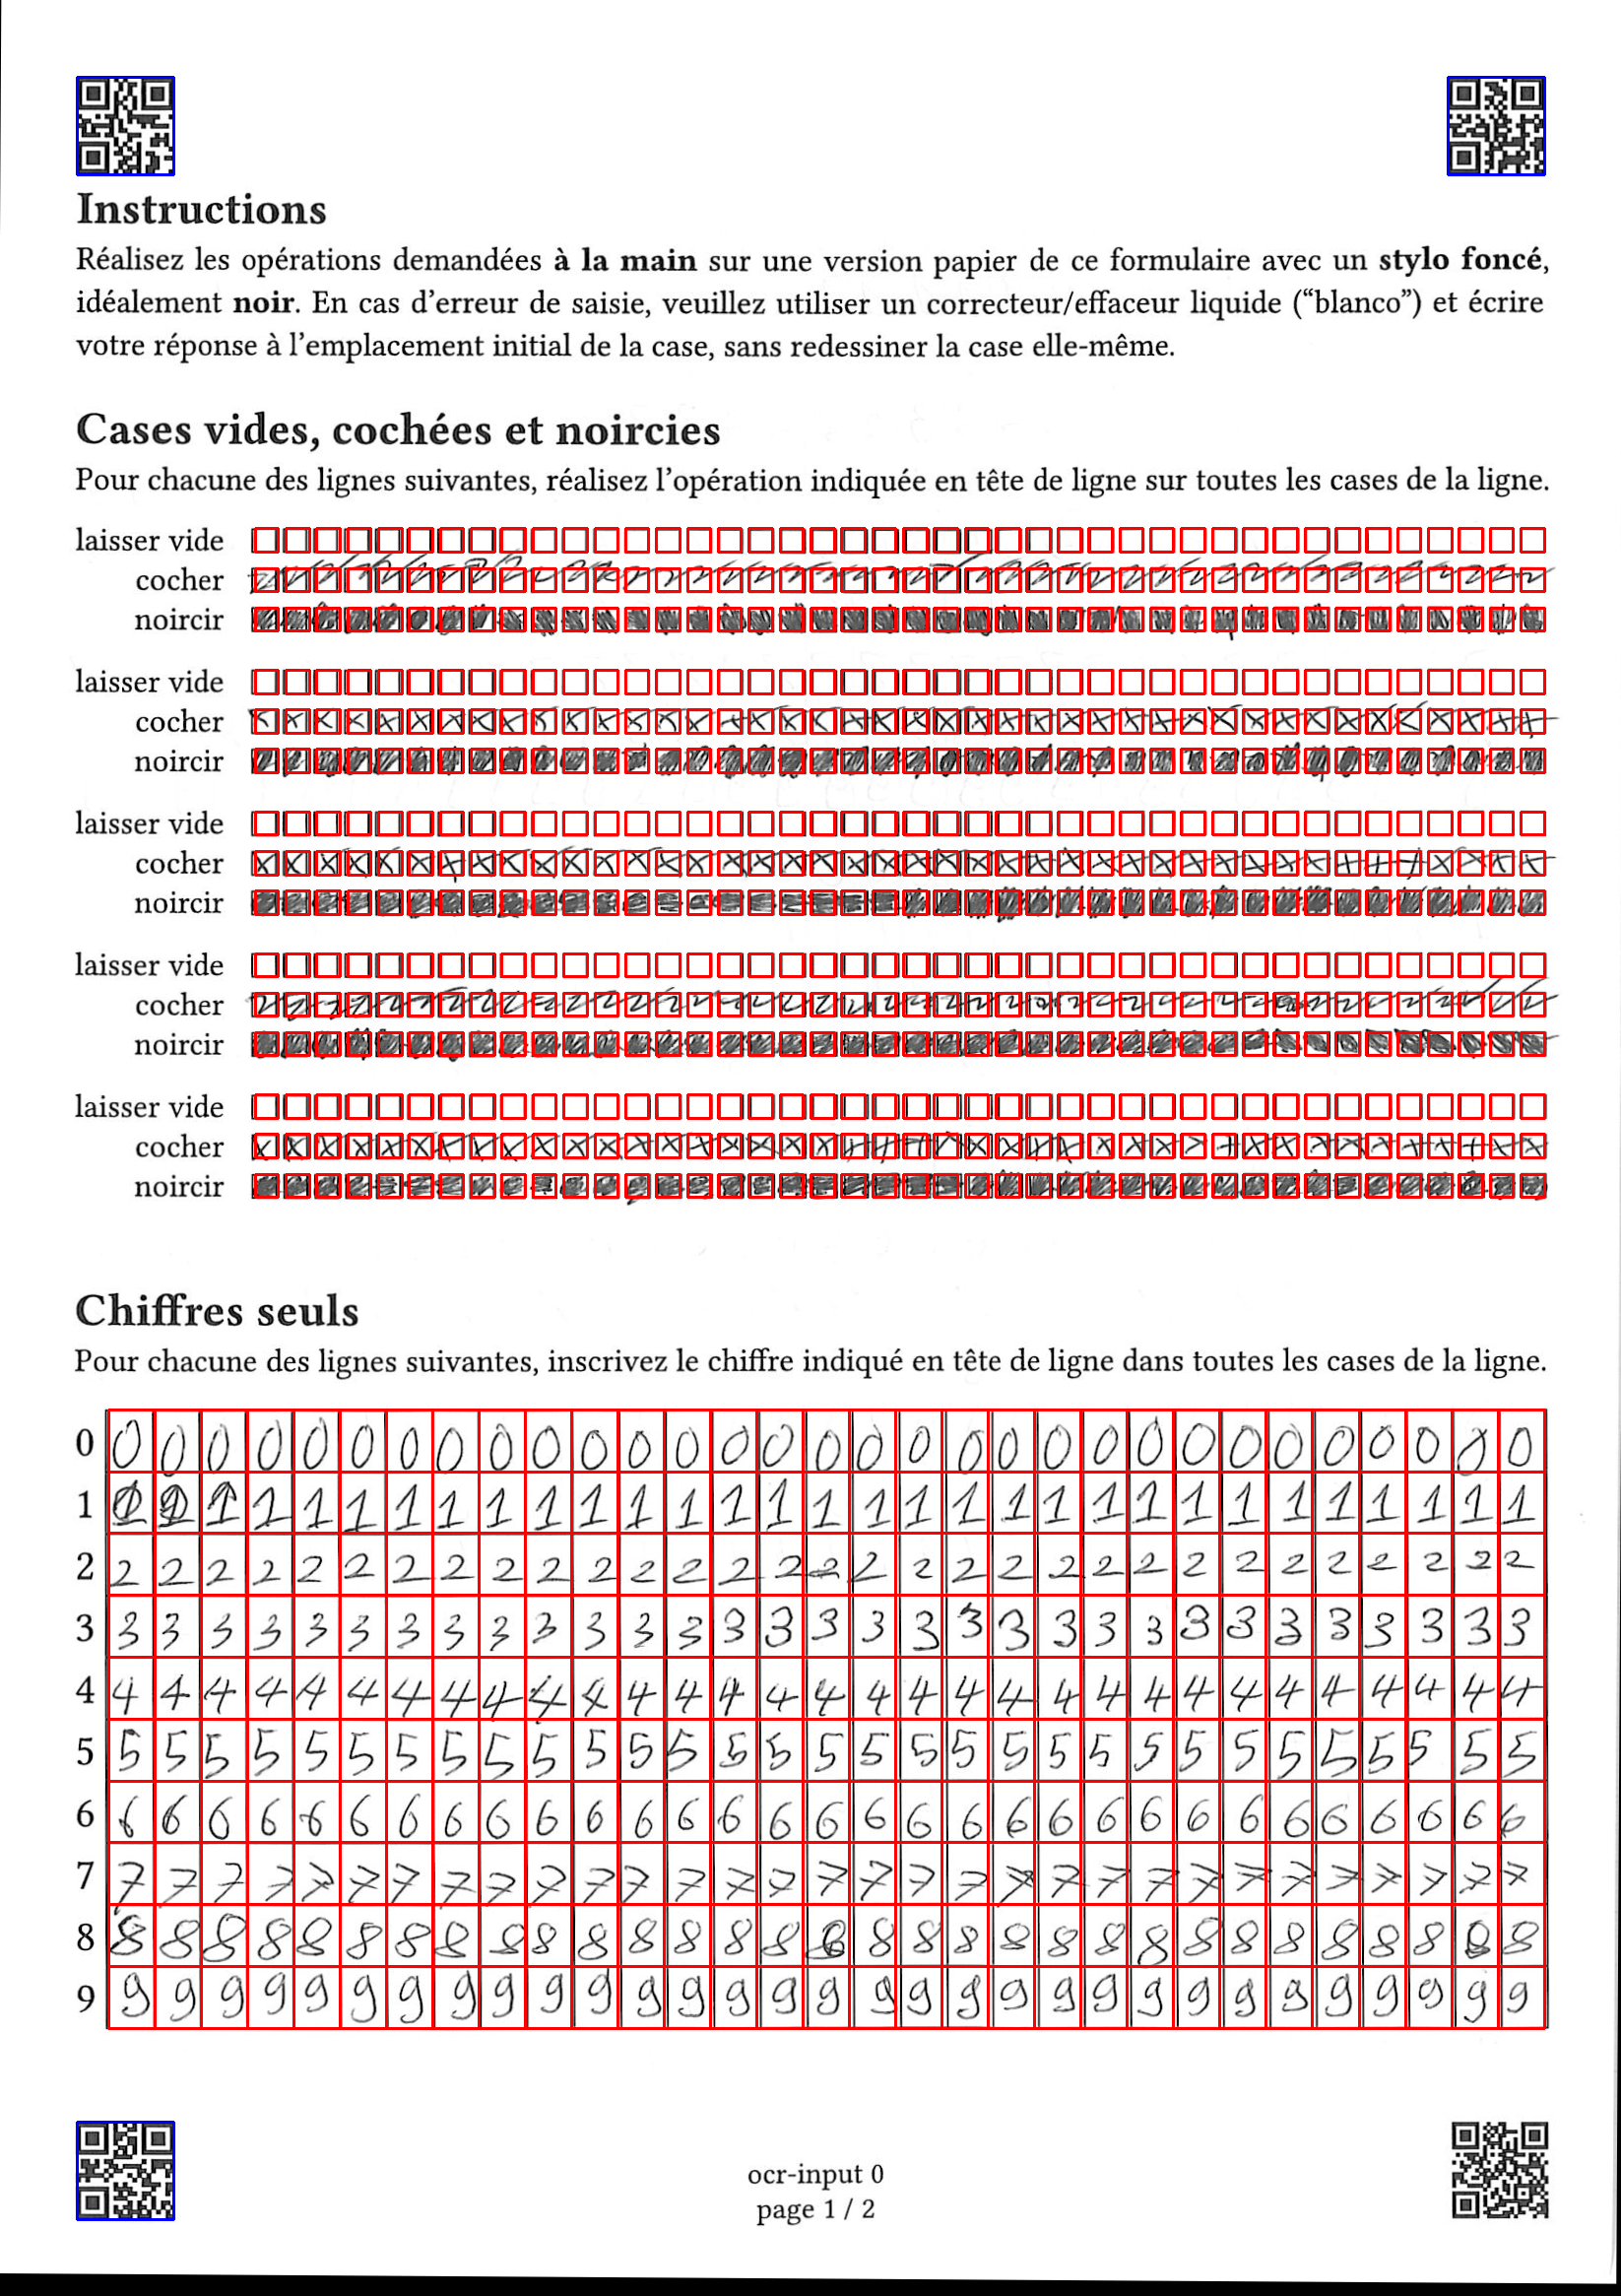 Instructions
Réalisez les opérations demandées à la main sur une version papier de ce formulaire avec un stylo foncé,
idéalement noir. En cas d'erreur de saisie, veuillez utiliser un correcteur/effaceur liquide (“blanco”) et écrire
votre réponse à l'emplacement initial de la case, sans redessiner la case elle-même.
Cases vides, cochées et noircies
Pour chacune des lignes suivantes, réalisez l'opération indiquée en tête de ligne sur toutes les cases de la ligne.
laisser vide
cocher
noircir
laisser vide
cocher
noircir
laisser vide
cocher
noircir
laisser vide
cocher
noircir
laisser vide
cocher
noircir
Chiffres seuls
Pour chacune des lignes suivantes, inscrivez le chiffre indiqué en tête de ligne dans toutes les cases de la ligne.
0 0 0 0 0 0 0 0 0 0 0 0 0 0 0 0 0 0 0 0 0 0 0 0 0 0 0 0 0 0 0 0
1 1 1 1 1 1 1 1 1 1 1 1 1 1 1 1 1 1 1 1 1 1 1 1 1 1 1 1 1 1 1 1
2 2 2 2 2 2 2 2 2 2 2 2 2 2 2 2 2 2 2 2 2 2 2 2 2 2 2 2 2 2 2 2
3 3 3 3 3 3 3 3 3 3 3 3 3 3 3 3 3 3 3 3 3 3 3 3 3 3 3 3 3 3 3 3
4 4 4 4 4 4 4 4 4 4 4 4 4 4 4 4 4 4 4 4 4 4 4 4 4 4 4 4 4 4 4 4
5 5 5 5 5 5 5 5 5 5 5 5 5 5 5 5 5 5 5 5 5 5 5 5 5 5 5 5 5 5 5 5
6 6 6 6 6 6 6 6 6 6 6 6 6 6 6 6 6 6 6 6 6 6 6 6 6 6 6 6 6 6 6 6
7 7 7 7 7 7 7 7 7 7 7 7 7 7 7 7 7 7 7 7 7 7 7 7 7 7 7 7 7 7 7 7
8 8 8 8 8 8 8 8 8 8 8 8 8 8 8 8 8 8 8 8 8 8 8 8 8 8 8 8 8 8 8 8
9 9 9 9 9 9 9 9 9 9 9 9 9 9 9 9 9 9 9 9 9 9 9 9 9 9 9 9 9 9 9 9
ocr-input 0
page 1 / 2